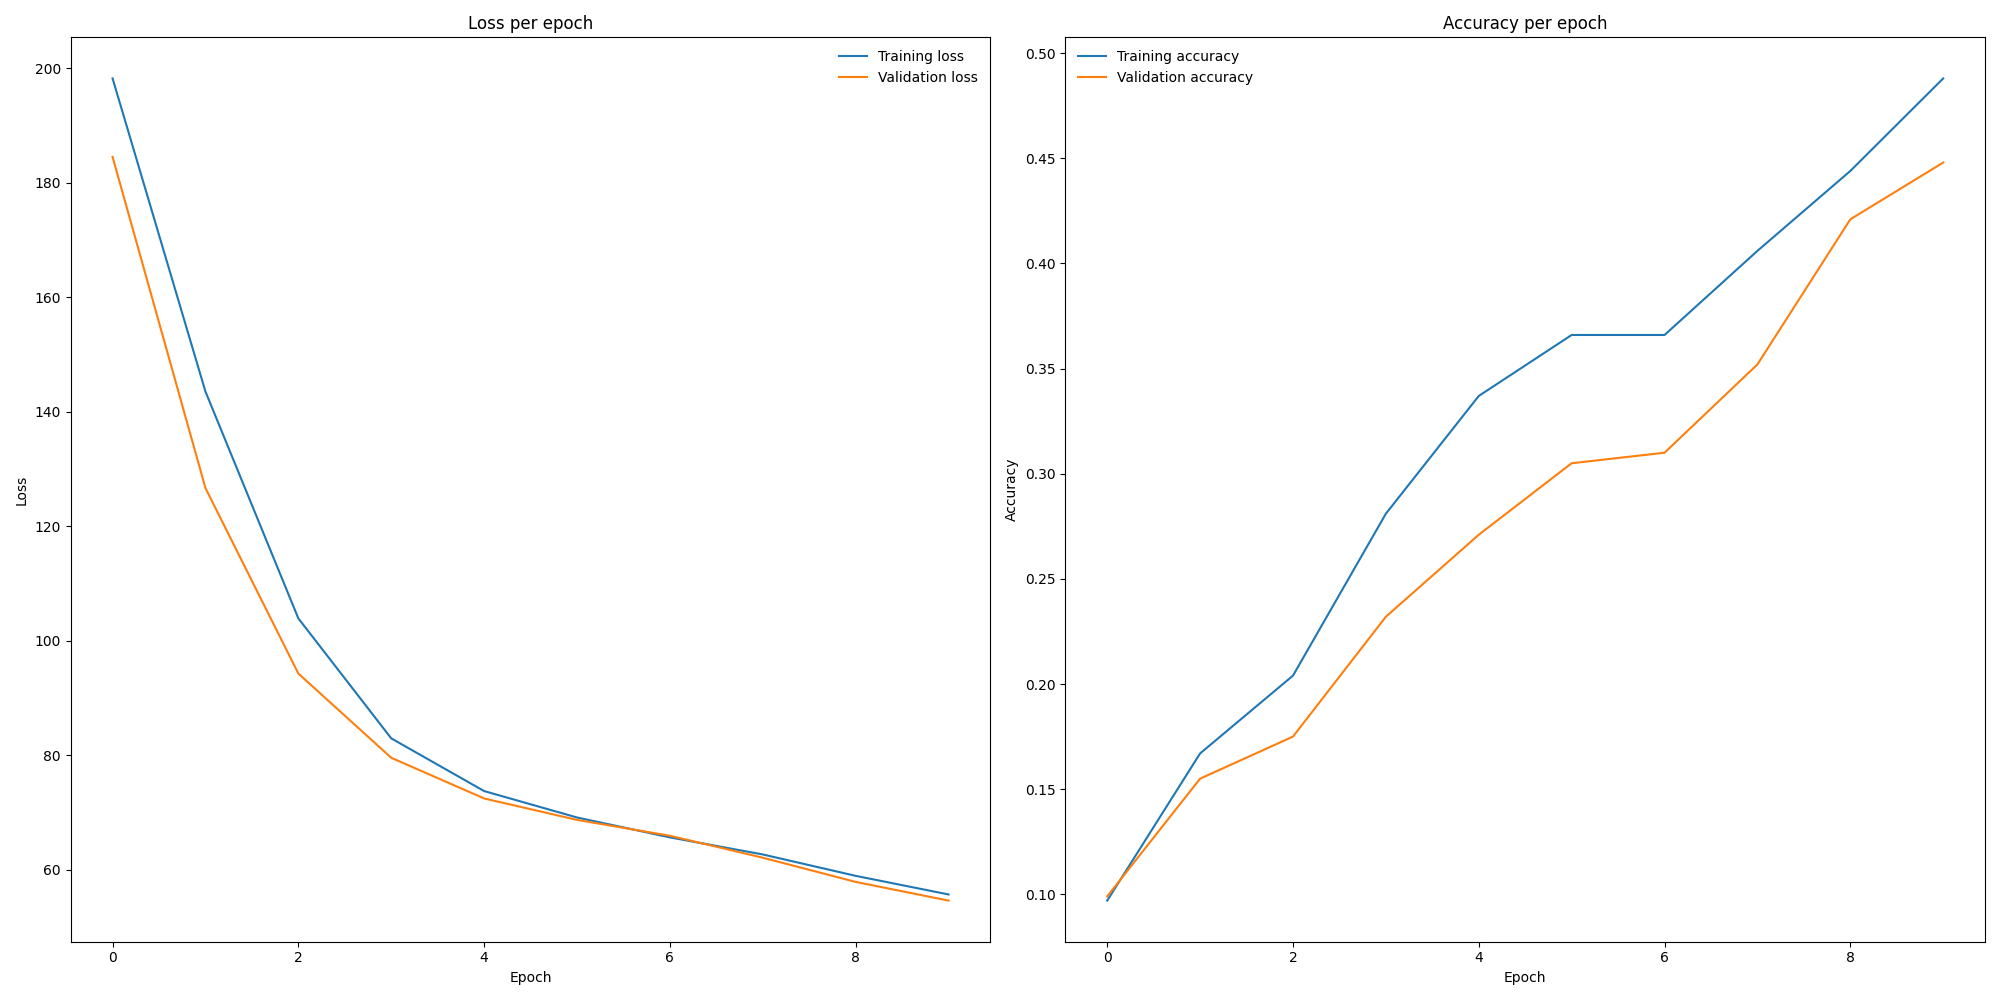 Loss per epoch
Training loss
Validation loss
200
180
160
140
120
100
80
60
Loss
0 2 4 6 8
Epoch
Accuracy per epoch
Training accuracy
Validation accuracy
0.50
0.45
0.40
0.35
0.30
0.25
0.20
0.15
0.10
Accuracy
0 2 4 6 8
Epoch